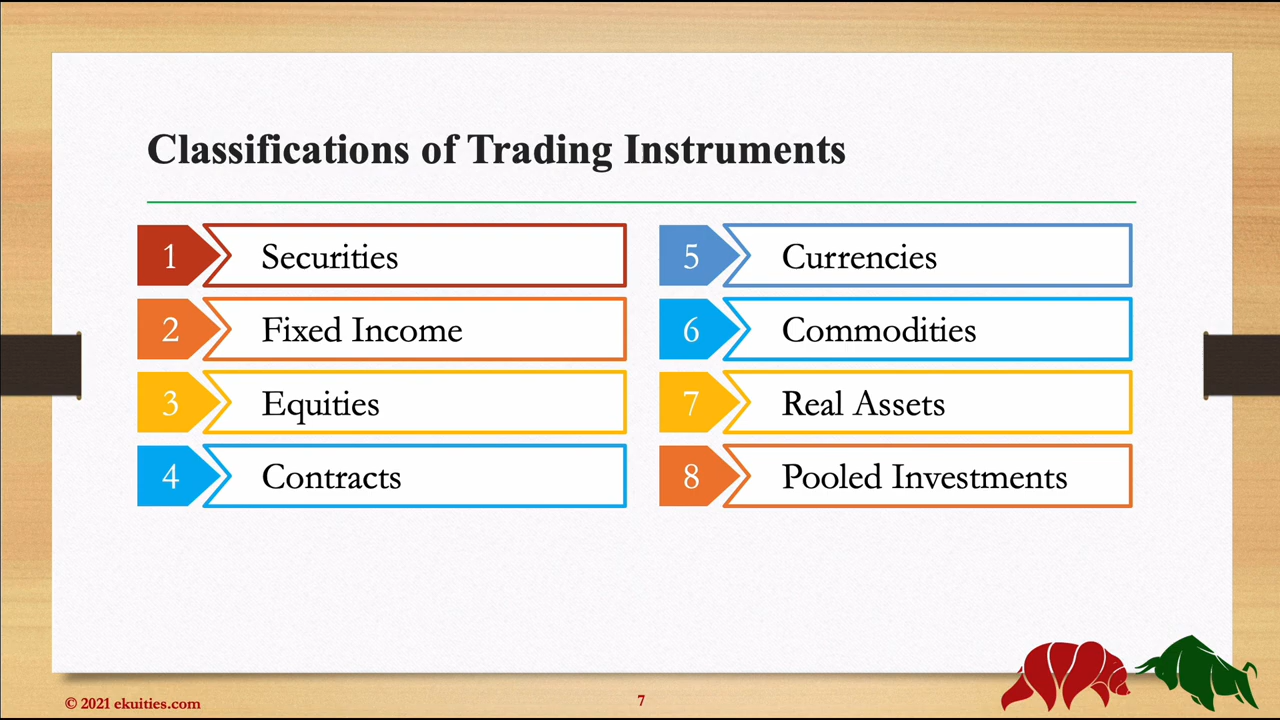 Classifications of Trading Instruments
1 Securities
2 Fixed Income
3 Equities
4 Contracts
5 Currencies
6 Commodities
7 Real Assets
8 Pooled Investments
© 2021 ekuities.com
7